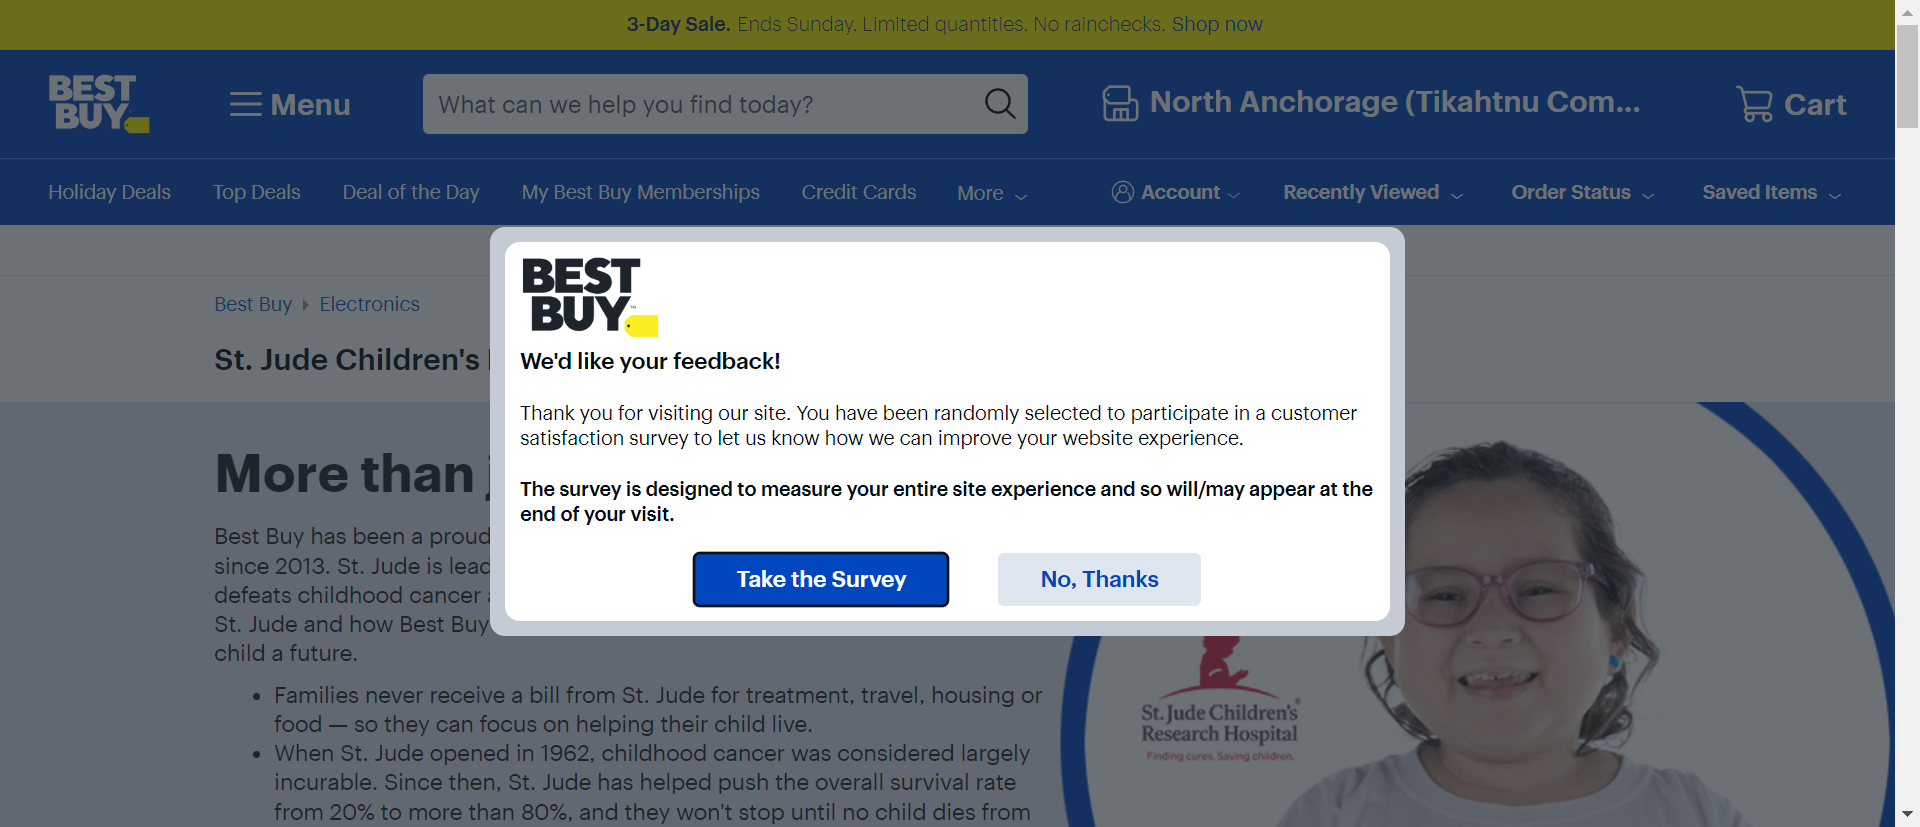 3-Day Sale. Ends Sunday. Limited quantities. No rainchecks. Shop now
BEST BUY
Menu
What can we help you find today?
North Anchorage (Tikahtnu Com...
Cart
Holiday Deals
Top Deals
Deal of the Day
My Best Buy Memberships
Credit Cards
More
Account
Recently Viewed
Order Status
Saved Items
Best Buy
Electronics
St. Jude Children's
More than
Best Buy has been a proud
since 2013. St. Jude is lead
defeats childhood cancer
St. Jude and how Best Buy
child a future.
• Families never receive a bill from St. Jude for treatment, travel, housing or
food — so they can focus on helping their child live.
• When St. Jude opened in 1962, childhood cancer was considered largely
incurable. Since then, St. Jude has helped push the overall survival rate
from 20% to more than 80%, and they won't stop until no child dies from
BEST
BUY™
We'd like your feedback!
Thank you for visiting our site. You have been randomly selected to participate in a customer
satisfaction survey to let us know how we can improve your website experience.
The survey is designed to measure your entire site experience and so will/may appear at the
end of your visit.
Take the Survey
No, Thanks
St. Jude Children's®
Research Hospital
Finding cures. Saving children.